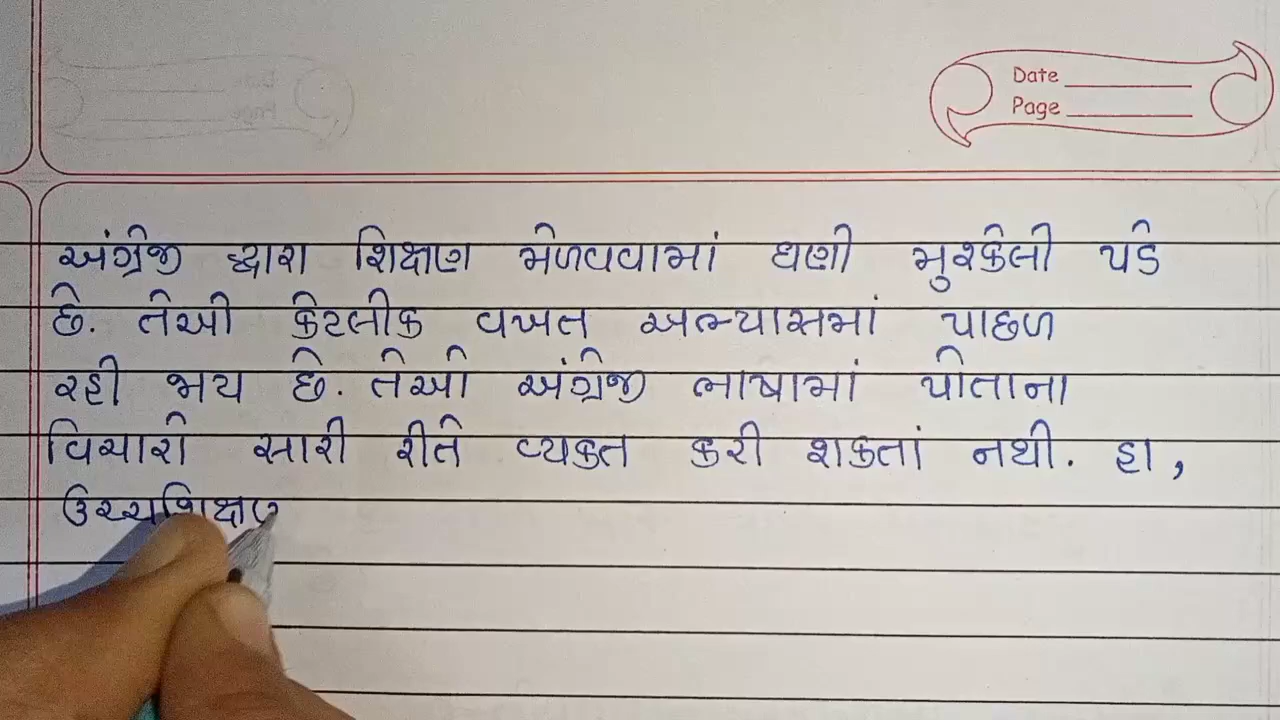 Date
Page
અંગ્રેજી દ્વારા શિક્ષણ મેળવવામાં ઘણી મુશ્કેલી પડે
છે. તેઓ કેટલીક વખત અભ્યાસમાં પાછળ
રહી જાય છે. તેઓ અંગ્રેજી ભાષામાં પોતાના
વિચારો સારી રીતે વ્યક્ત કરી શકતાં નથી. હા,
ઉચ્ચશિક્ષણ